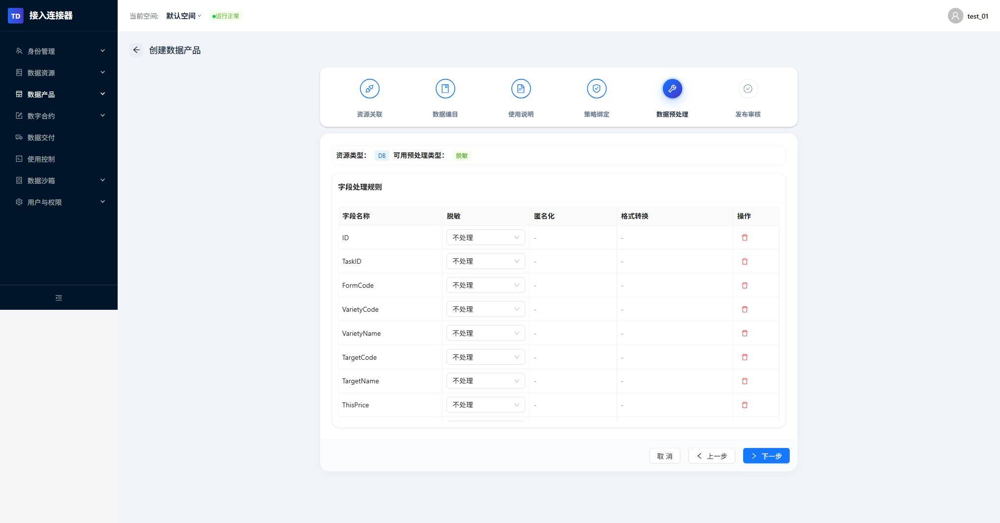 TD 接入连接器
当前空间: 默认空间 运行正常
test_01
身份管理
数据资源
数据产品
数字合约
数据交付
使用控制
数据沙箱
用户与权限
创建数据产品
资源关联 数据编目 使用说明 策略绑定 数据预处理 发布审核
资源类型： DB 可用预处理类型： 脱敏
字段处理规则
字段名称 脱敏 匿名化 格式转换 操作
ID 不处理 - -
TaskID 不处理 - -
FormCode 不处理 - -
VarietyCode 不处理 - -
VarietyName 不处理 - -
TargetCode 不处理 - -
TargetName 不处理 - -
ThisPrice 不处理 - -
取 消 上一步 下一步